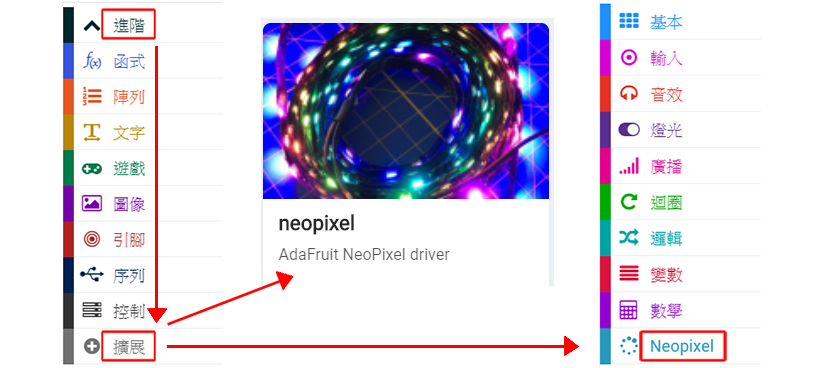 進階
函式
陣列
文字
遊戲
圖像
引腳
序列
控制
擴展
neopixel
AdaFruit NeoPixel driver
基本
輸入
音效
燈光
廣播
迴圈
邏輯
變數
數學
Neopixel